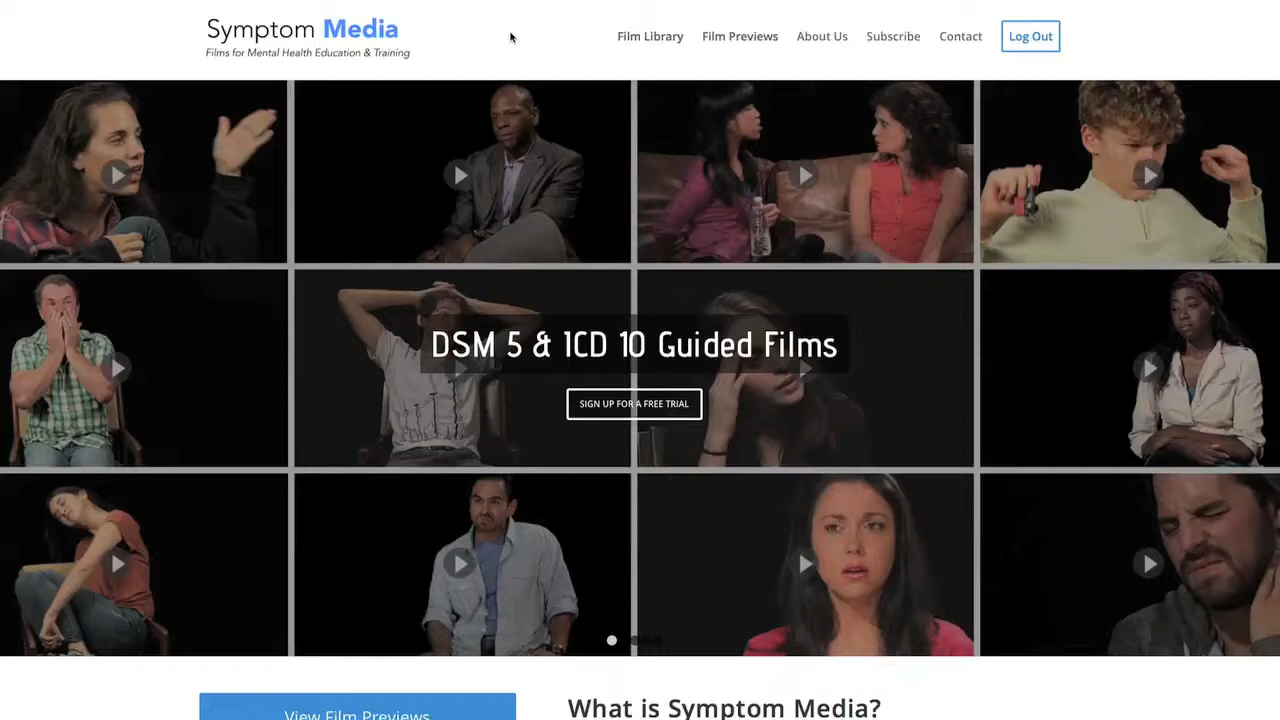 Symptom Media
Films for Mental Health Education & Training
Film Library
Film Previews
About Us
Subscribe
Contact
Log Out
DSM 5 & ICD 10 Guided Films
SIGN UP FOR A FREE TRIAL
View Film Previews
What is Symptom Media?